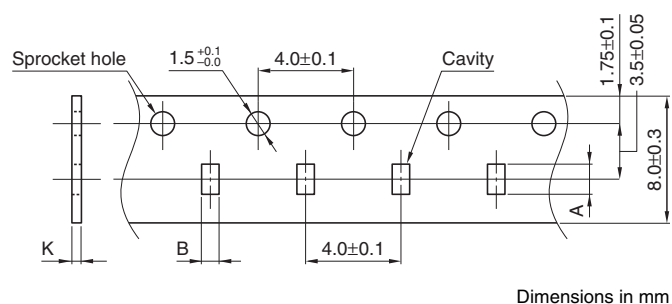 Sprocket hole
1.5 +0.1 −0.0
4.0±0.1
Cavity
1.75±0.1
3.5±0.05
8.0±0.3
A
K
B
4.0±0.1
Dimensions in mm